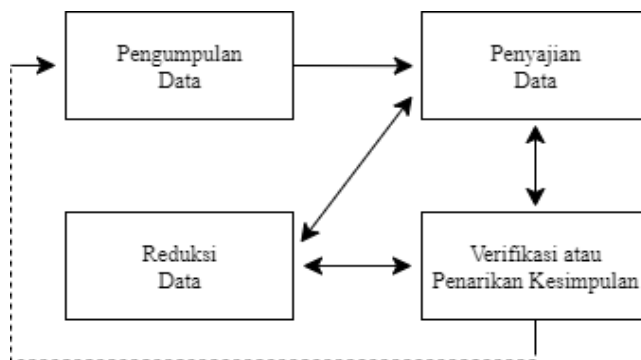 Pengumpulan
Data
Penyajian
Data
Reduksi
Data
Verifikasi atau
Penarikan Kesimpulan